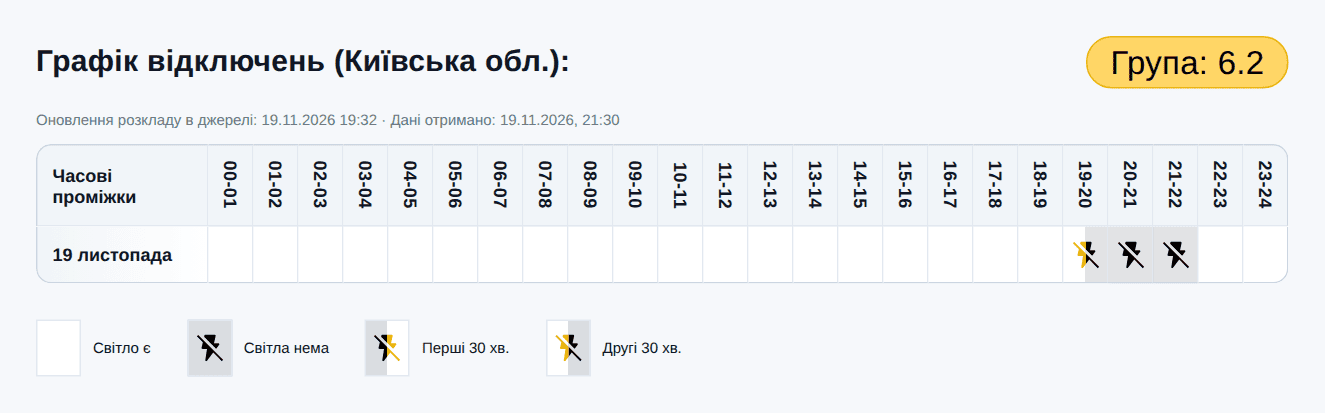 Графік відключень (Київська обл.):
Група: 6.2
Оновлення розкладу в джерелі: 19.11.2026 19:32 · Дані отримано: 19.11.2026, 21:30
Часові
проміжки
00-01
01-02
02-03
03-04
04-05
05-06
06-07
07-08
08-09
09-10
10-11
11-12
12-13
13-14
14-15
15-16
16-17
17-18
18-19
19-20
20-21
21-22
22-23
23-24
19 листопада
Світло є
Світла нема
Перші 30 хв.
Другі 30 хв.